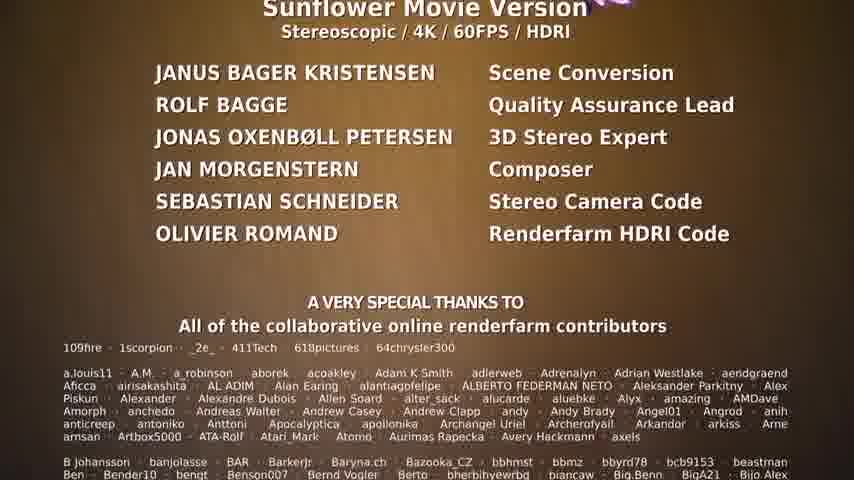 Sunflower Movie Version
Stereoscopic / 4K / 60FPS / HDRI
JANUS BAGER KRISTENSEN Scene Conversion
ROLF BAGGE Quality Assurance Lead
JONAS OXENBØLL PETERSEN 3D Stereo Expert
JAN MORGENSTERN Composer
SEBASTIAN SCHNEIDER Stereo Camera Code
OLIVIER ROMAND Renderfarm HDRI Code
A VERY SPECIAL THANKS TO
All of the collaborative online renderfarm contributors
109fire · 1scorpion · _2e_ · 411Tech · 618pictures · 64chrysler300
a.louis11 · A.M. · a_robinson · aborek · acoakley · Adam K Smith · adlerweb · Adrenalyn · Adrian Westlake · aendgraend
Aficca · airisakashita · AL ADIM · Alan Earing · alantiagofelipe · ALBERTO FEDERMAN NETO · Aleksander Parkitny · Alex
Piskun · Alexander · Alexandre Dubois · Allen Soard · alter_sack · alucarde · aluebke · Alyx · amazing · AMDave
Amorph · anchedo · Andreas Walter · Andrew Casey · Andrew Clapp · andy · Andy Brady · Angel01 · Angrod · anih
anticreep · antoniko · Anttoni · Apocalyptica · apollonika · Archangel Uriel · Archerofyail · Arkandor · arkiss · Arne
arnsan · Artbox5000 · ATA-Rolf · Atari_Mark · Atomo · Aurimas Rapecka · Avery Hackmann · axels
B Johansson · banjolasse · BAR · BarkerJr · Baryna.ch · Bazooka_CZ · bbhmst · bbmz · bbyrd78 · bcb9153 · beastman
Ben · Bender10 · bengt · Benson007 · Bernd Vogler · Berto · biancaw · Big.Benn · BigA21 · Bijo.Alex